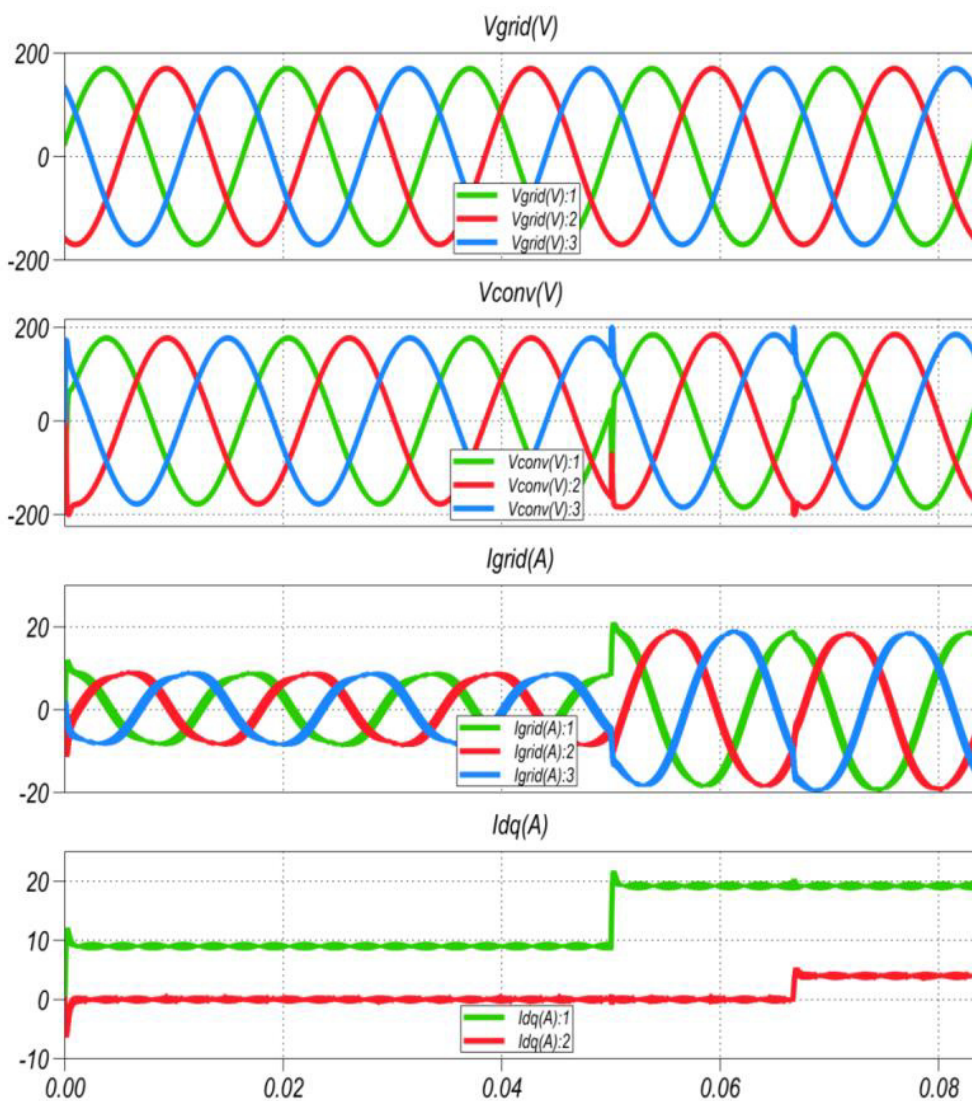 Vgrid(V)
200
0
-200
Vgrid(V):1
Vgrid(V):2
Vgrid(V):3
Vconv(V)
200
0
-200
Vconv(V):1
Vconv(V):2
Vconv(V):3
Igrid(A)
20
0
-20
Igrid(A):1
Igrid(A):2
Igrid(A):3
Idq(A)
20
10
0
-10
Idq(A):1
Idq(A):2
0.00 0.02 0.04 0.06 0.08